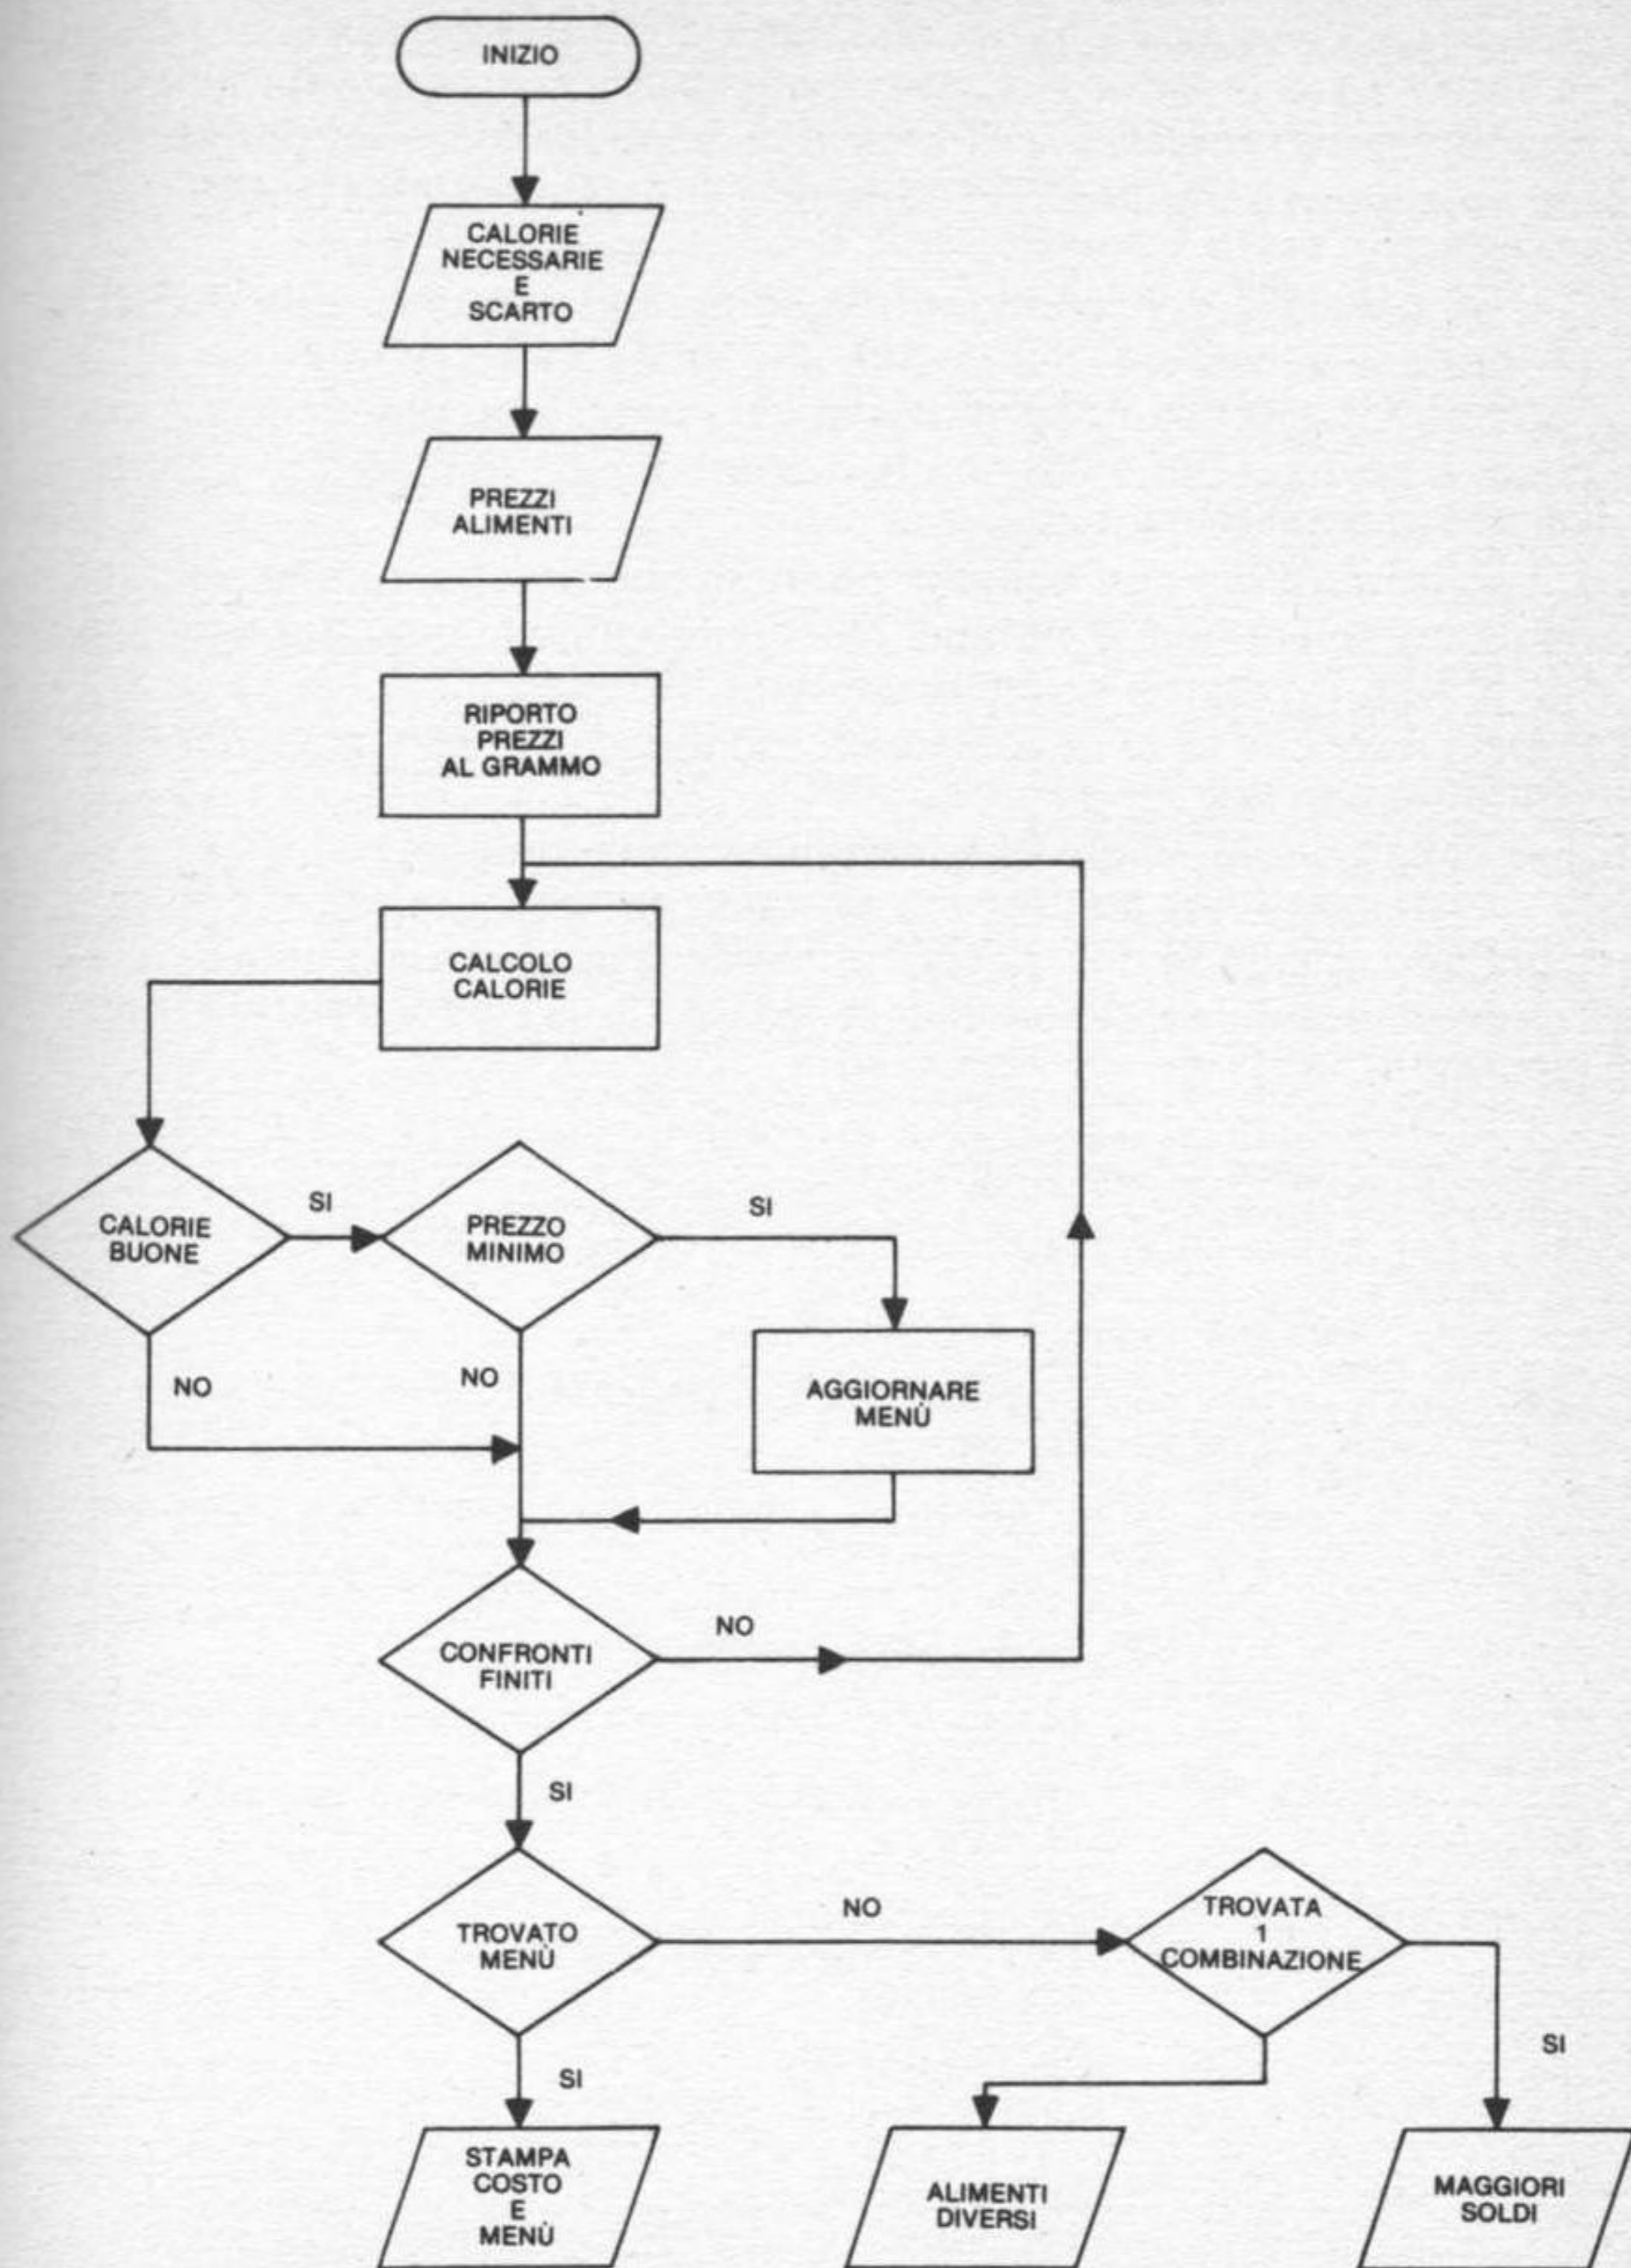 INIZIO
CALORIE
NECESSARIE
E
SCARTO
PREZZI
ALIMENTI
RIPORTO
PREZZI
AL GRAMMO
CALCOLO
CALORIE
CALORIE
BUONE
SI
PREZZO
MINIMO
SI
NO
NO
AGGIORNARE
MENÙ
CONFRONTI
FINITI
NO
SI
TROVATO
MENÙ
NO
TROVATA
1
COMBINAZIONE
SI
SI
STAMPA
COSTO
E
MENÙ
ALIMENTI
DIVERSI
MAGGIORI
SOLDI